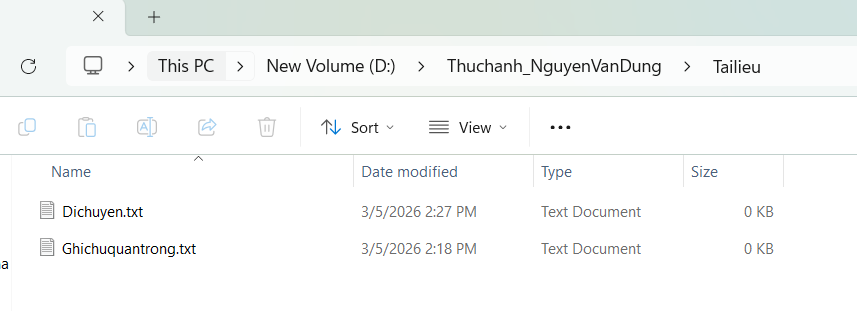 This PC > New Volume (D:) > Thuchanh_NguyenVanDung > Tailieu
Sort View
Name Date modified Type Size
Dichuyen.txt 3/5/2026 2:27 PM Text Document 0 KB
Ghichuquantrong.txt 3/5/2026 2:18 PM Text Document 0 KB